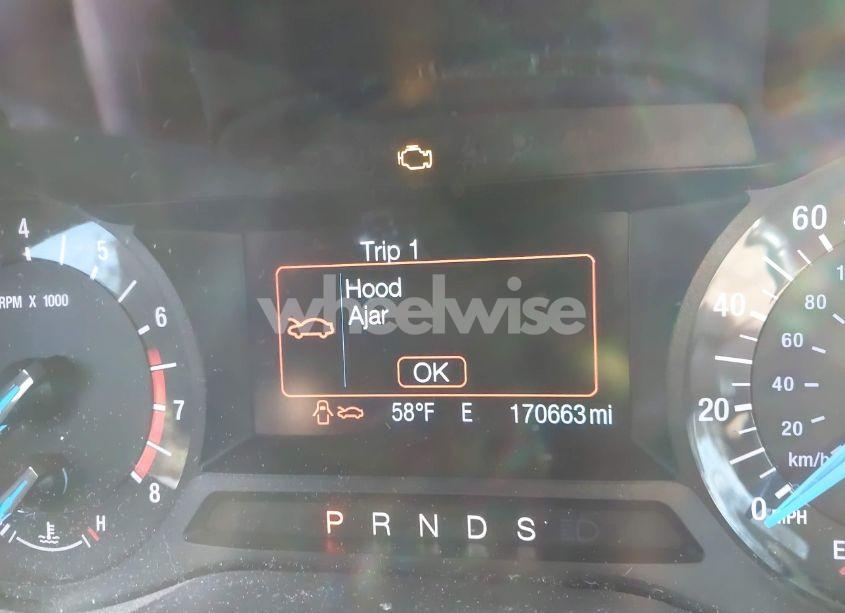 Trip 1
Hood
Ajar
OK
58°F E 170663 mi
P R N D S
4
5
6
7
8
RPM X 1000
H
60
40
20
0
MPH
80
60
40
20
km/h
E
wheelwise